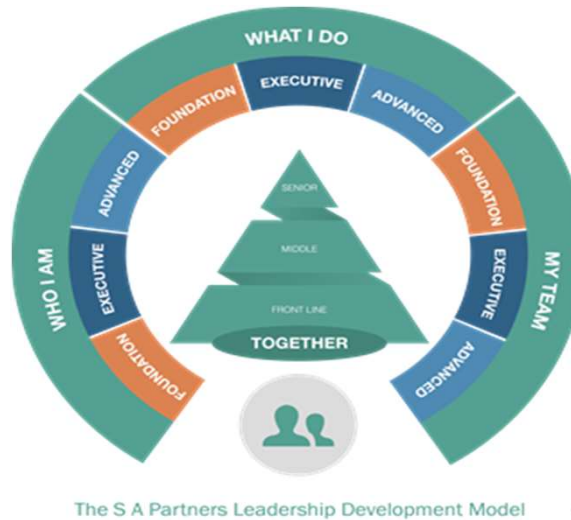 WHAT I DO
FOUNDATION
EXECUTIVE
ADVANCED
WHO I AM
ADVANCED
EXECUTIVE
FOUNDATION
MY TEAM
FOUNDATION
EXECUTIVE
ADVANCED
SENIOR
MIDDLE
FRONT LINE
TOGETHER
The S A Partners Leadership Development Model